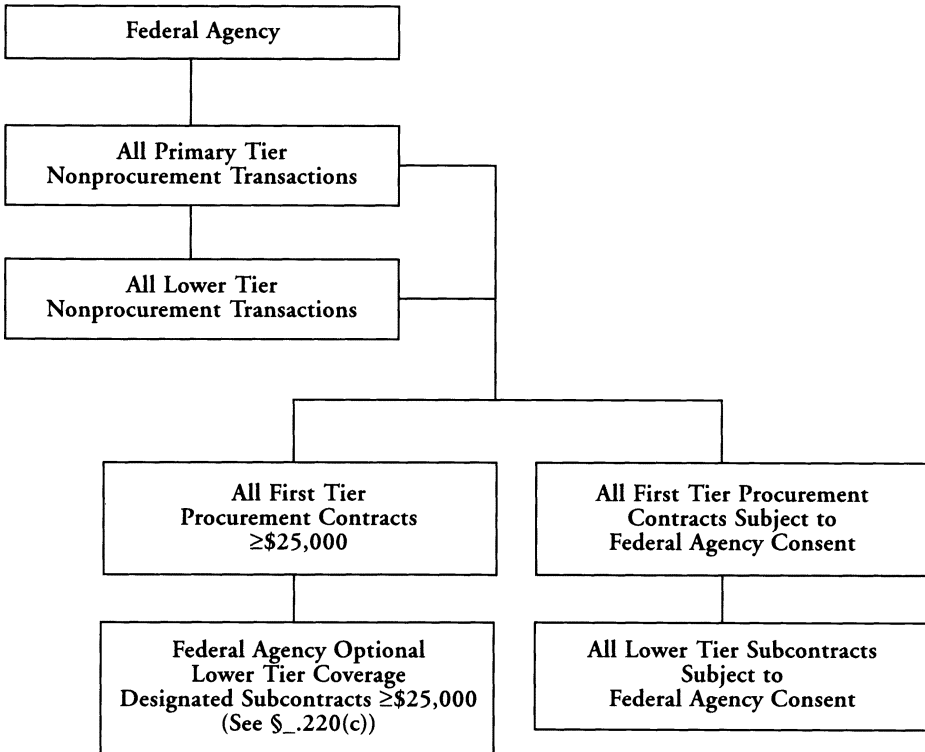 Federal Agency
All Primary Tier
Nonprocurement Transactions
All Lower Tier
Nonprocurement Transactions
All First Tier
Procurement Contracts
≥$25,000
All First Tier Procurement
Contracts Subject to
Federal Agency Consent
Federal Agency Optional
Lower Tier Coverage
Designated Subcontracts ≥$25,000
(See §_.220(c))
All Lower Tier Subcontracts
Subject to
Federal Agency Consent